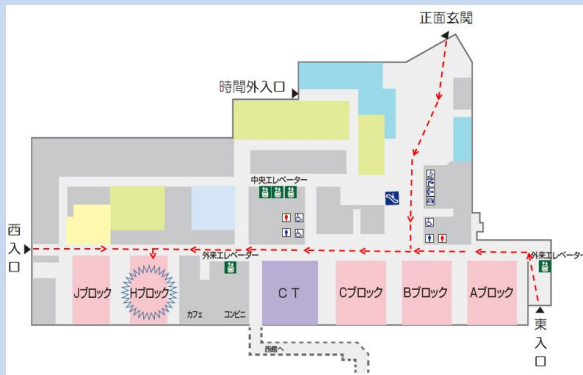 正面玄関
時間外入口
中央エレベーター
西入口
外来エレベーター
外来エレベーター
Jブロック
Hブロック
カフェ
コンビニ
CT
Cブロック
Bブロック
Aブロック
東入口
西館へ